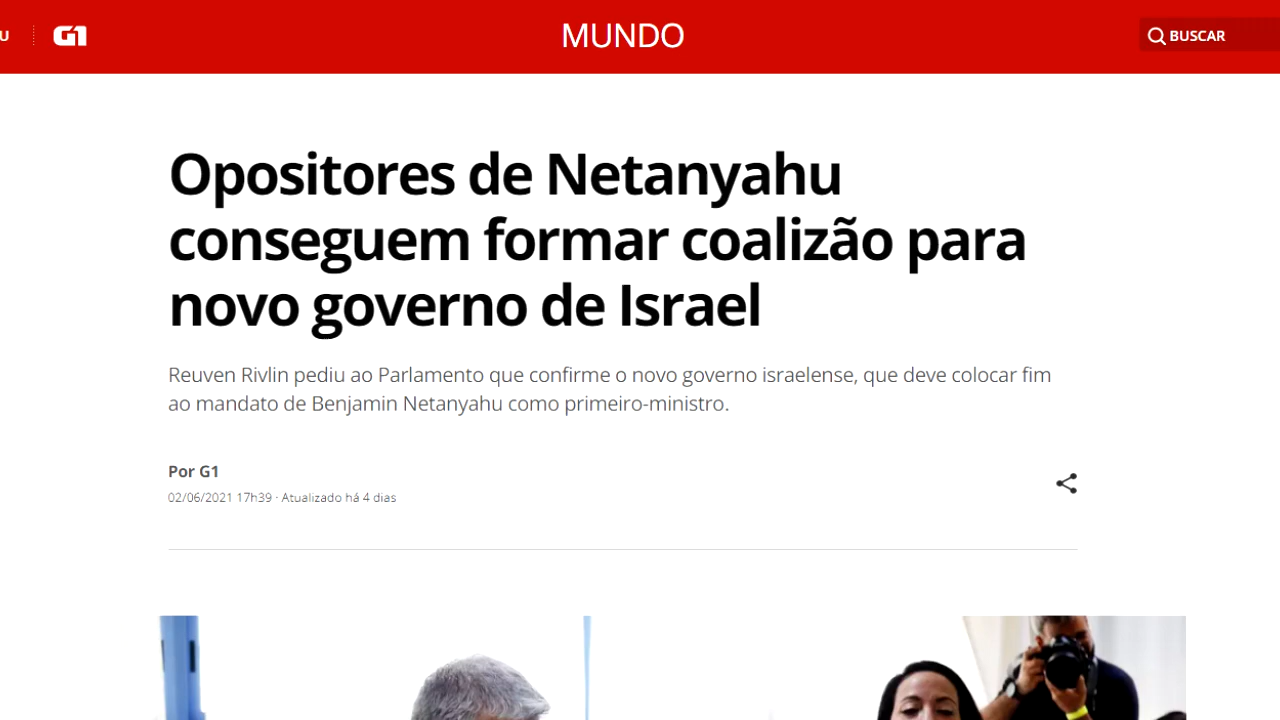 U
G1
MUNDO
BUSCAR
Opositores de Netanyahu
conseguem formar coalizão para
novo governo de Israel
Reuven Rivlin pediu ao Parlamento que confirme o novo governo israelense, que deve colocar fim
ao mandato de Benjamin Netanyahu como primeiro-ministro.
Por G1
02/06/2021 17h39 · Atualizado há 4 dias